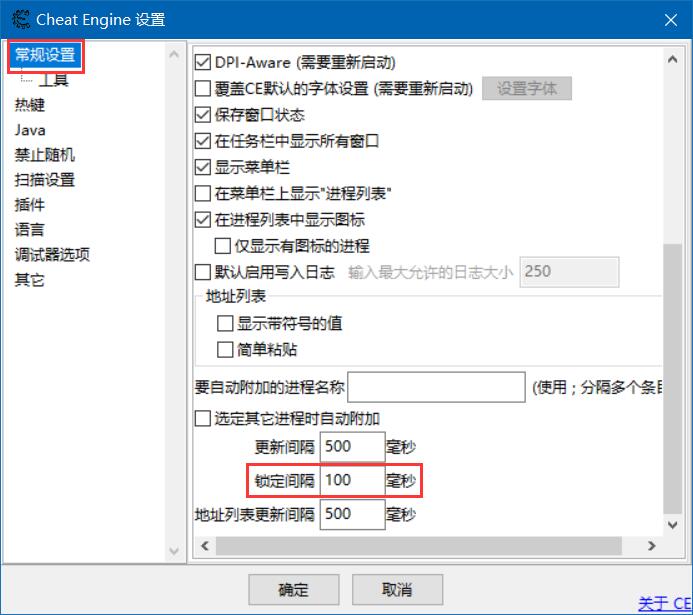 Cheat Engine 设置
常规设置
工具
热键
Java
禁止随机
扫描设置
插件
语言
调试器选项
其它
DPI-Aware (需要重新启动)
覆盖CE默认的字体设置 (需要重新启动) 设置字体
保存窗口状态
在任务栏中显示所有窗口
显示菜单栏
在菜单栏上显示"进程列表"
在进程列表中显示图标
仅显示有图标的进程
默认启用写入日志 输入最大允许的日志大小 250
地址列表
显示带符号的值
简单粘贴
要自动附加的进程名称 (使用 ; 分隔多个条目
选定其它进程时自动附加
更新间隔 500 毫秒
锁定间隔 100 毫秒
地址列表更新间隔 500 毫秒
确定 取消
关于 CE